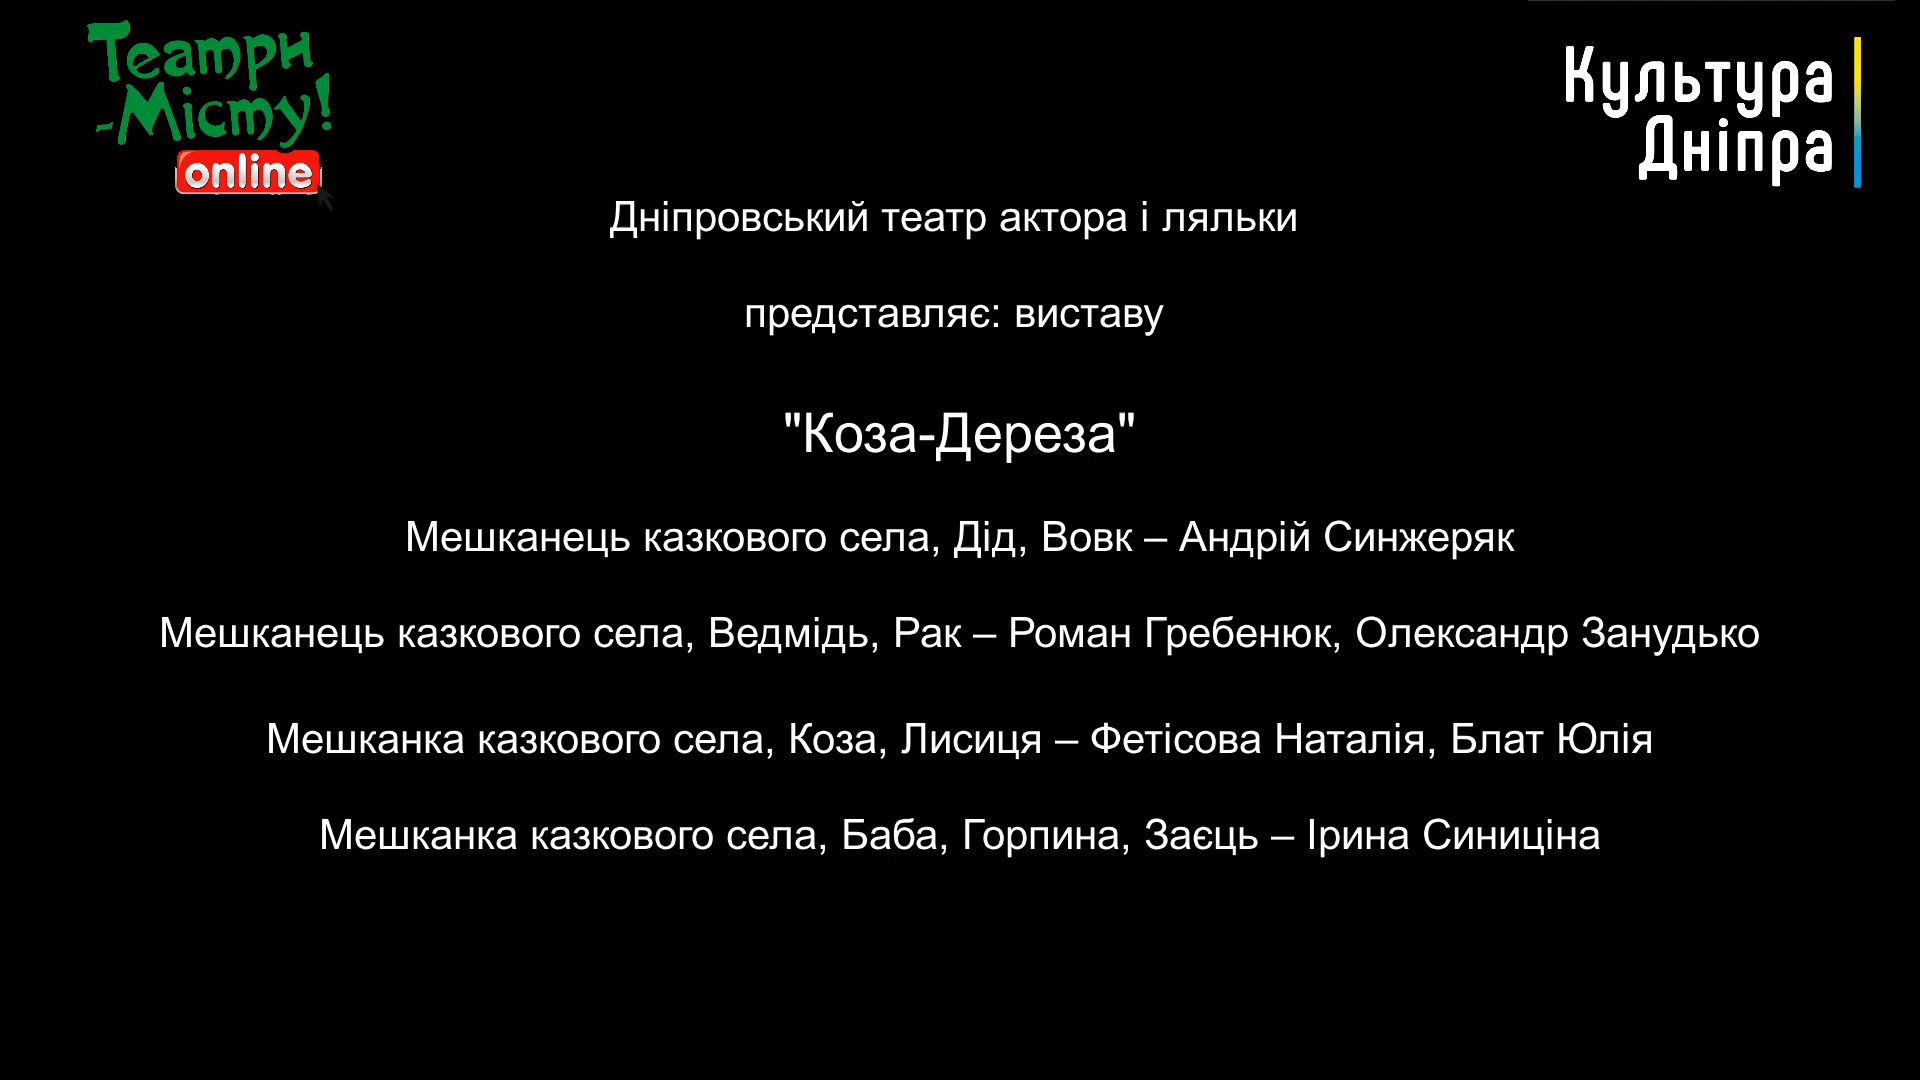 Театри
-Місту!
online
Культура
Дніпра
Дніпровський театр актора і ляльки
представляє: виставу
"Коза-Дереза"
Мешканець казкового села, Дід, Вовк – Андрій Синжеряк
Мешканець казкового села, Ведмідь, Рак – Роман Гребенюк, Олександр Занудько
Мешканка казкового села, Коза, Лисиця – Фетісова Наталія, Блат Юлія
Мешканка казкового села, Баба, Горпина, Заєць – Ірина Синиціна